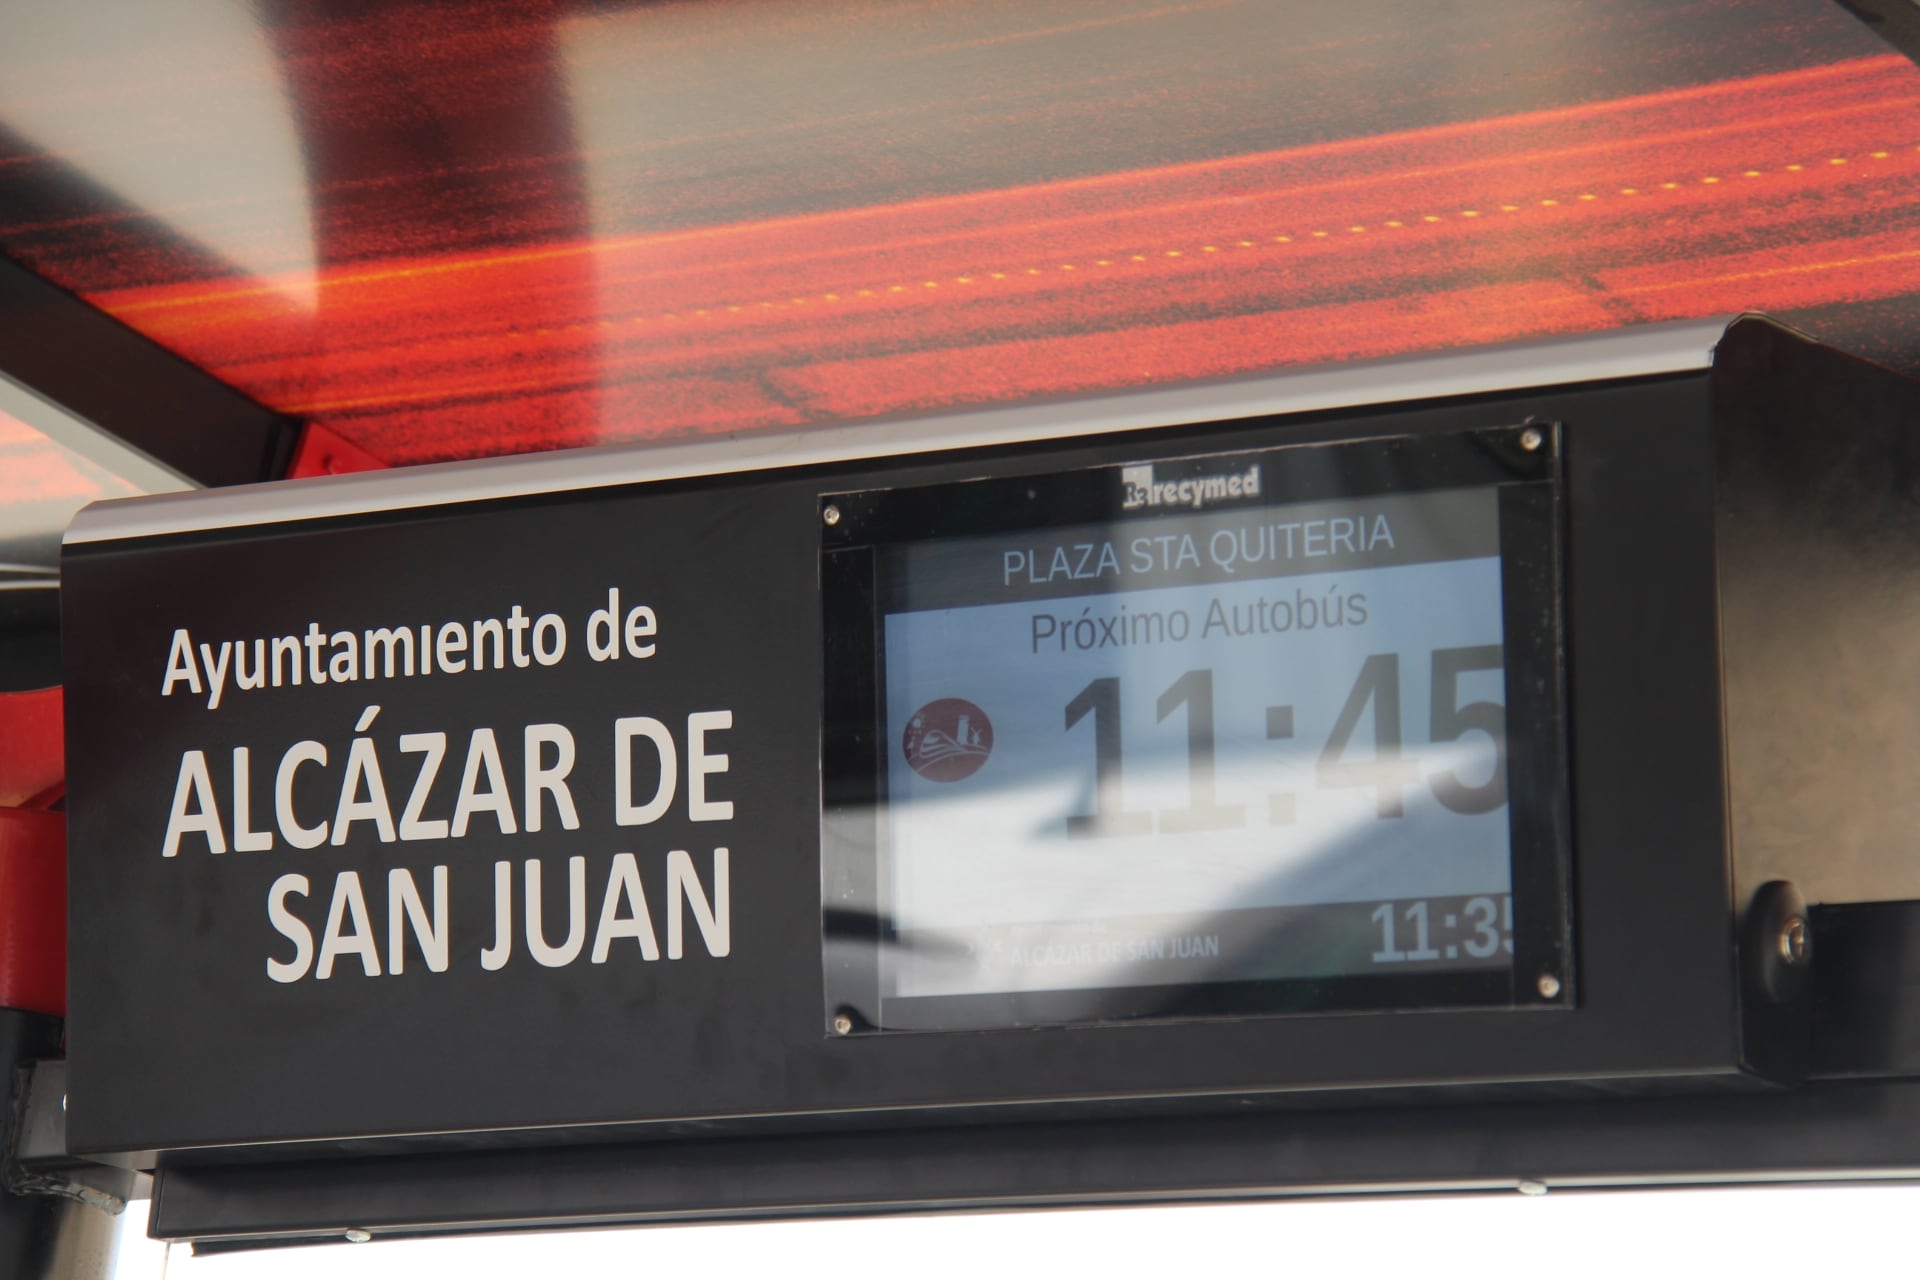 Ayuntamiento de
ALCÁZAR DE
SAN JUAN
recymed
PLAZA STA QUITERIA
Próximo Autobús
11:45
ALCÁZAR DE SAN JUAN
11:35